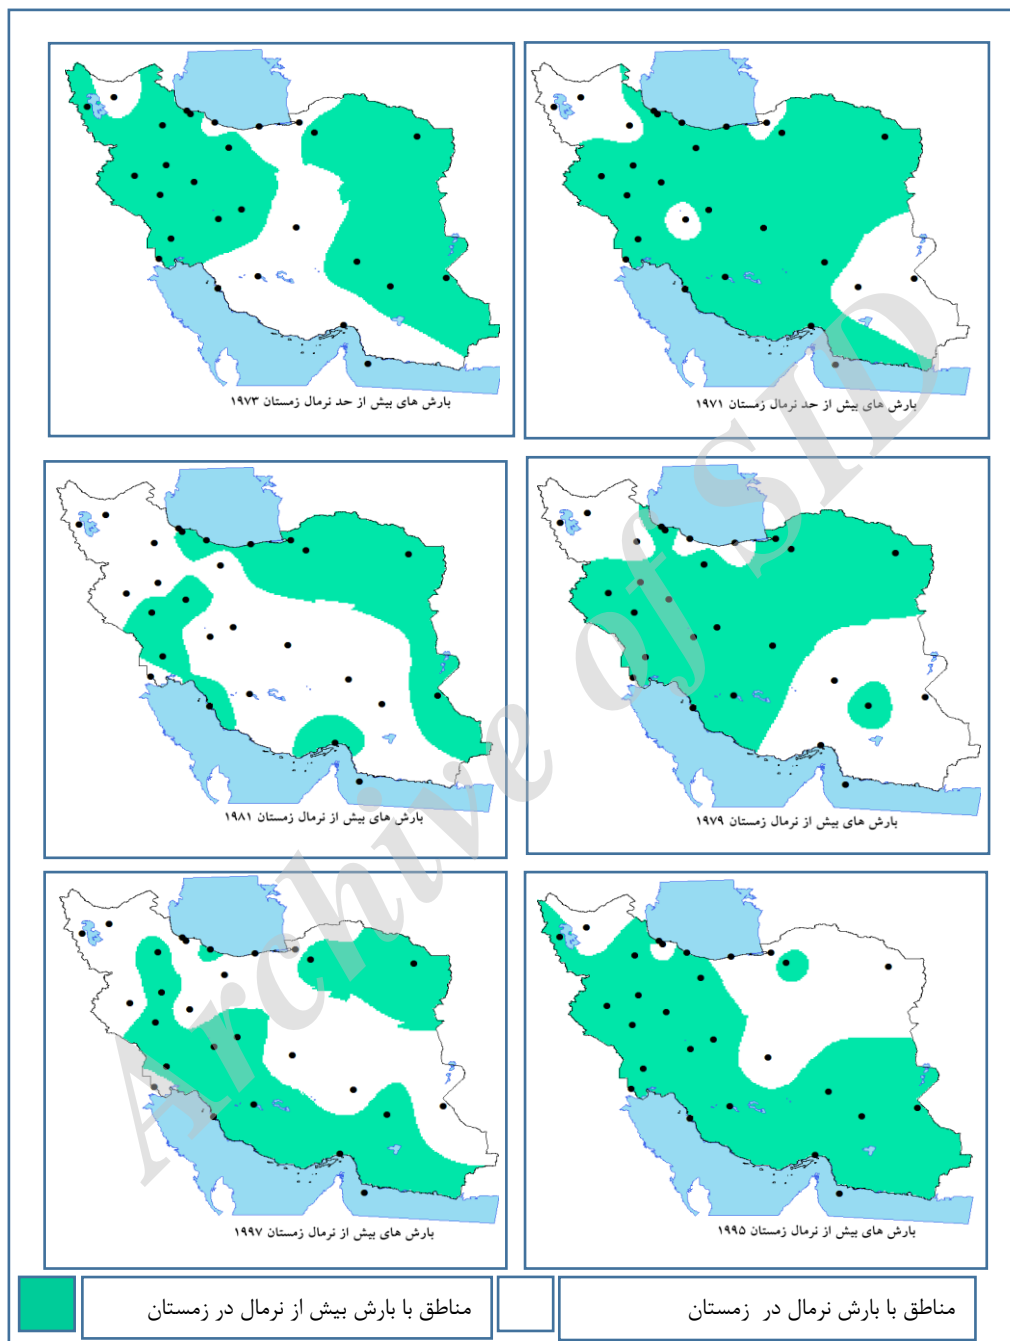 بارش های بیش از حد نرمال زمستان ۱۹۷۱
بارش های بیش از حد نرمال زمستان ۱۹۷۳
بارش های بیش از نرمال زمستان ۱۹۷۹
بارش های بیش از نرمال زمستان ۱۹۸۱
بارش های بیش از نرمال زمستان ۱۹۹۵
بارش های بیش از نرمال زمستان ۱۹۹۷
مناطق با بارش نرمال در زمستان
مناطق با بارش بیش از نرمال در زمستان
Archive of SID